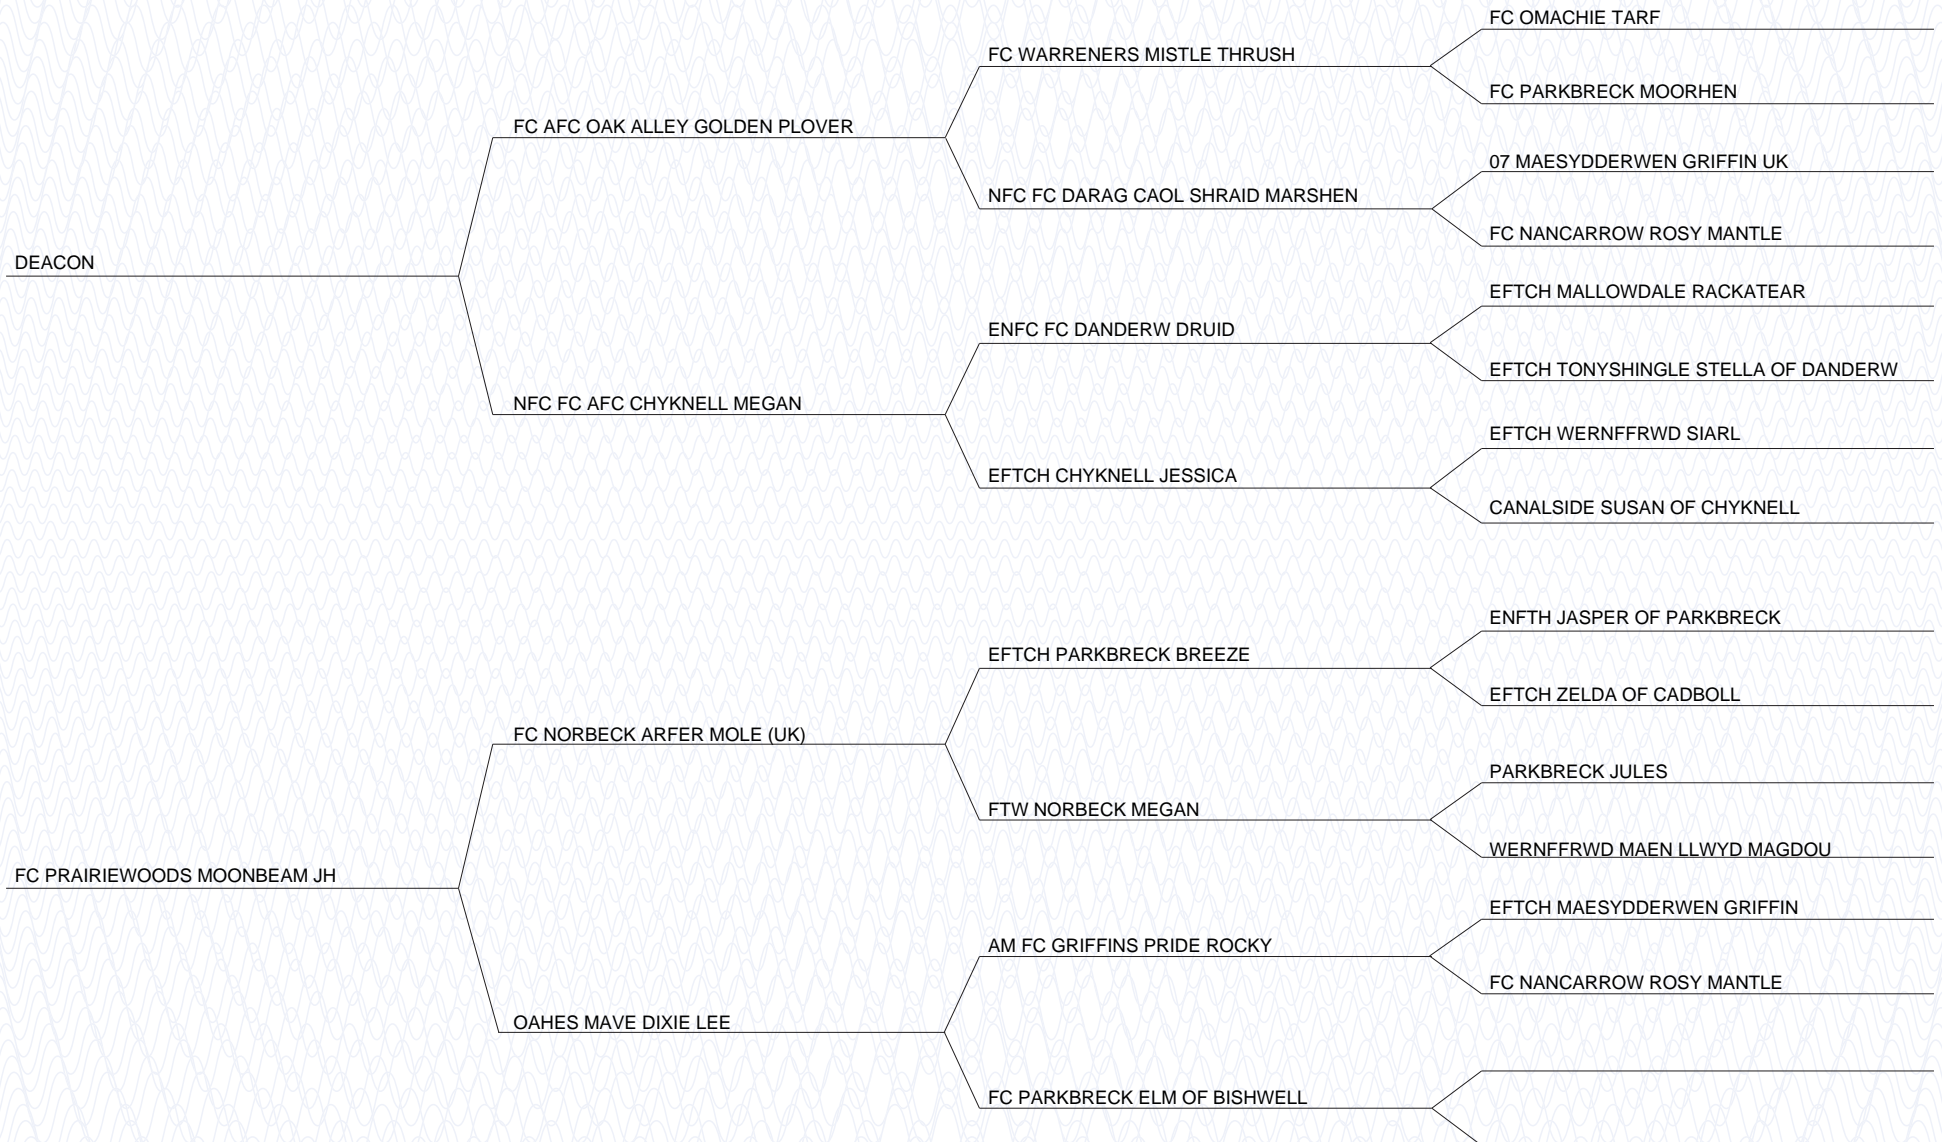 FC OMACHIE TARF
FC WARRENERS MISTLE THRUSH
FC PARKBRECK MOORHEN
FC AFC OAK ALLEY GOLDEN PLOVER
07 MAESYDDERWEN GRIFFIN UK
NFC FC DARAG CAOL SHRAID MARSHEN
FC NANCARROW ROSY MANTLE
DEACON
EFTCH MALLOWDALE RACKATEAR
ENFC FC DANDERW DRUID
EFTCH TONYSHINGLE STELLA OF DANDERW
NFC FC AFC CHYKNELL MEGAN
EFTCH WERNFFRWD SIARL
EFTCH CHYKNELL JESSICA
CANALSIDE SUSAN OF CHYKNELL
ENFTH JASPER OF PARKBRECK
EFTCH PARKBRECK BREEZE
EFTCH ZELDA OF CADBOLL
FC NORBECK ARFER MOLE (UK)
PARKBRECK JULES
FTW NORBECK MEGAN
WERNFFRWD MAEN LLWYD MAGDOU
FC PRAIRIEWOODS MOONBEAM JH
EFTCH MAESYDDERWEN GRIFFIN
AM FC GRIFFINS PRIDE ROCKY
FC NANCARROW ROSY MANTLE
OAHES MAVE DIXIE LEE
FC PARKBRECK ELM OF BISHWELL